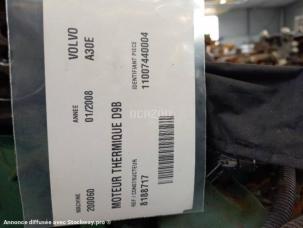 VOLVO
A30E
ANNEE
01/2008
IDENTIFIANT PIECE
11007440004
MACHINE
200060
MOTEUR THERMIQUE D9B
REF / CONSTRUCTEUR
8188717
OCAZOU
Annonce diffusée avec Stockway pro ®